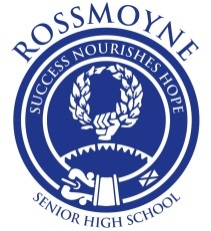 ROSSMOYNE
SUCCESS NOURISHES HOPE
SENIOR HIGH SCHOOL